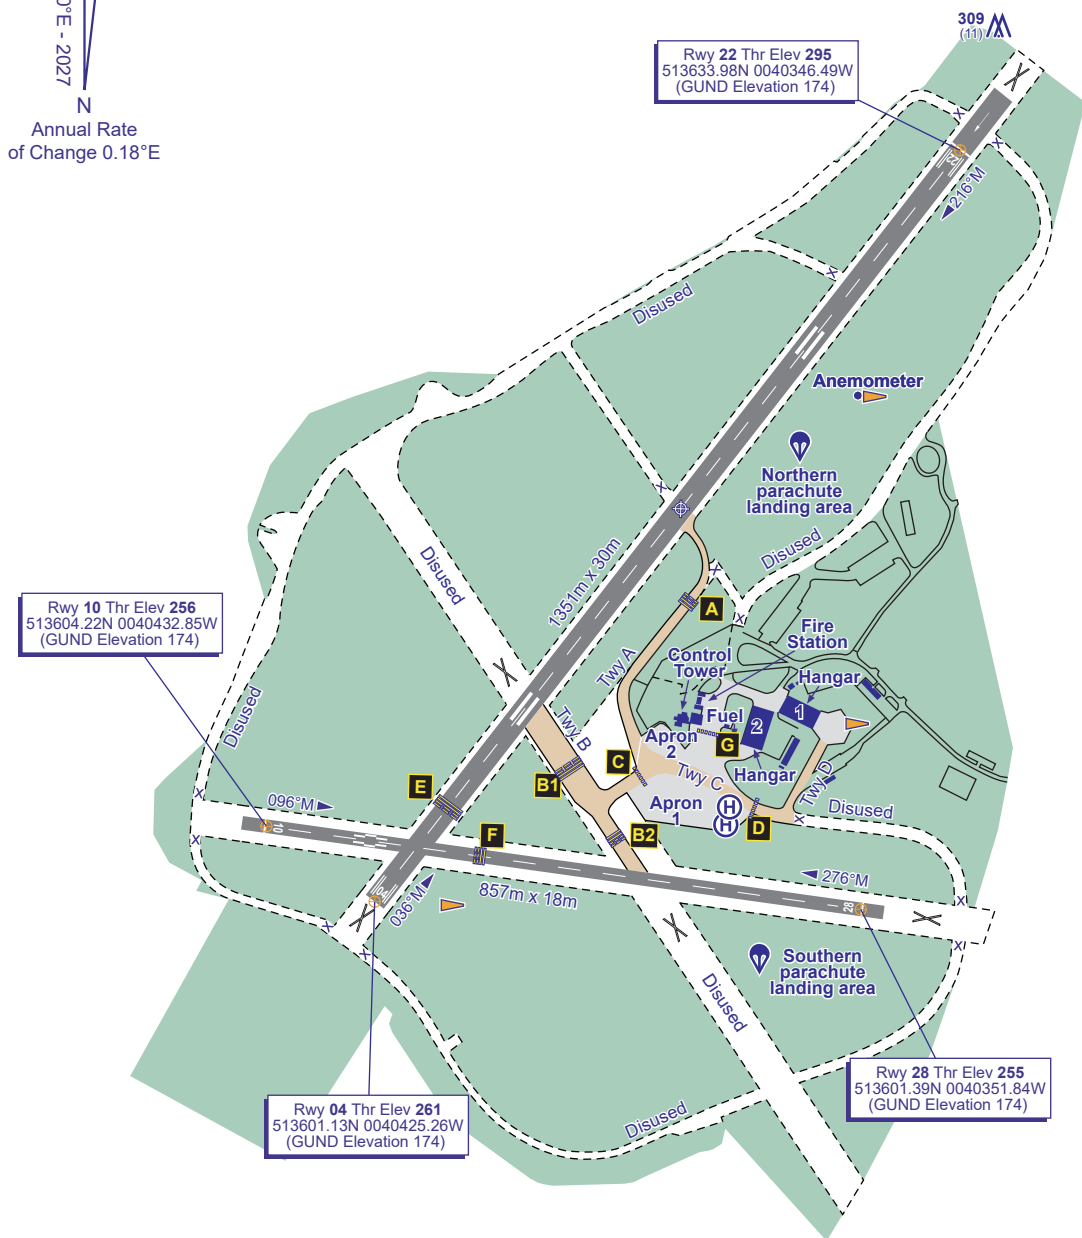 0°E - 2027
N
Annual Rate
of Change 0.18°E
309
(11)
Rwy 22 Thr Elev 295
513633.98N 0040346.49W
(GUND Elevation 174)
22
216°M
Disused
Anemometer
Northern
parachute
landing area
Disused
Disused
1351m x 30m
A
Rwy 10 Thr Elev 256
513604.22N 0040432.85W
(GUND Elevation 174)
Fire
Station
Control
Tower
Twy A
Hangar
1
Disused
Fuel
2
Twy B
Apron
2
G
C
Twy C
Hangar
Twy D
E
B1
096°M
Apron
1
H
H
D
Disused
10
F
B2
276°M
04
036°M
857m x 18m
28
Southern
parachute
landing area
Disused
Rwy 28 Thr Elev 255
513601.39N 0040351.84W
(GUND Elevation 174)
Rwy 04 Thr Elev 261
513601.13N 0040425.26W
(GUND Elevation 174)
Disused